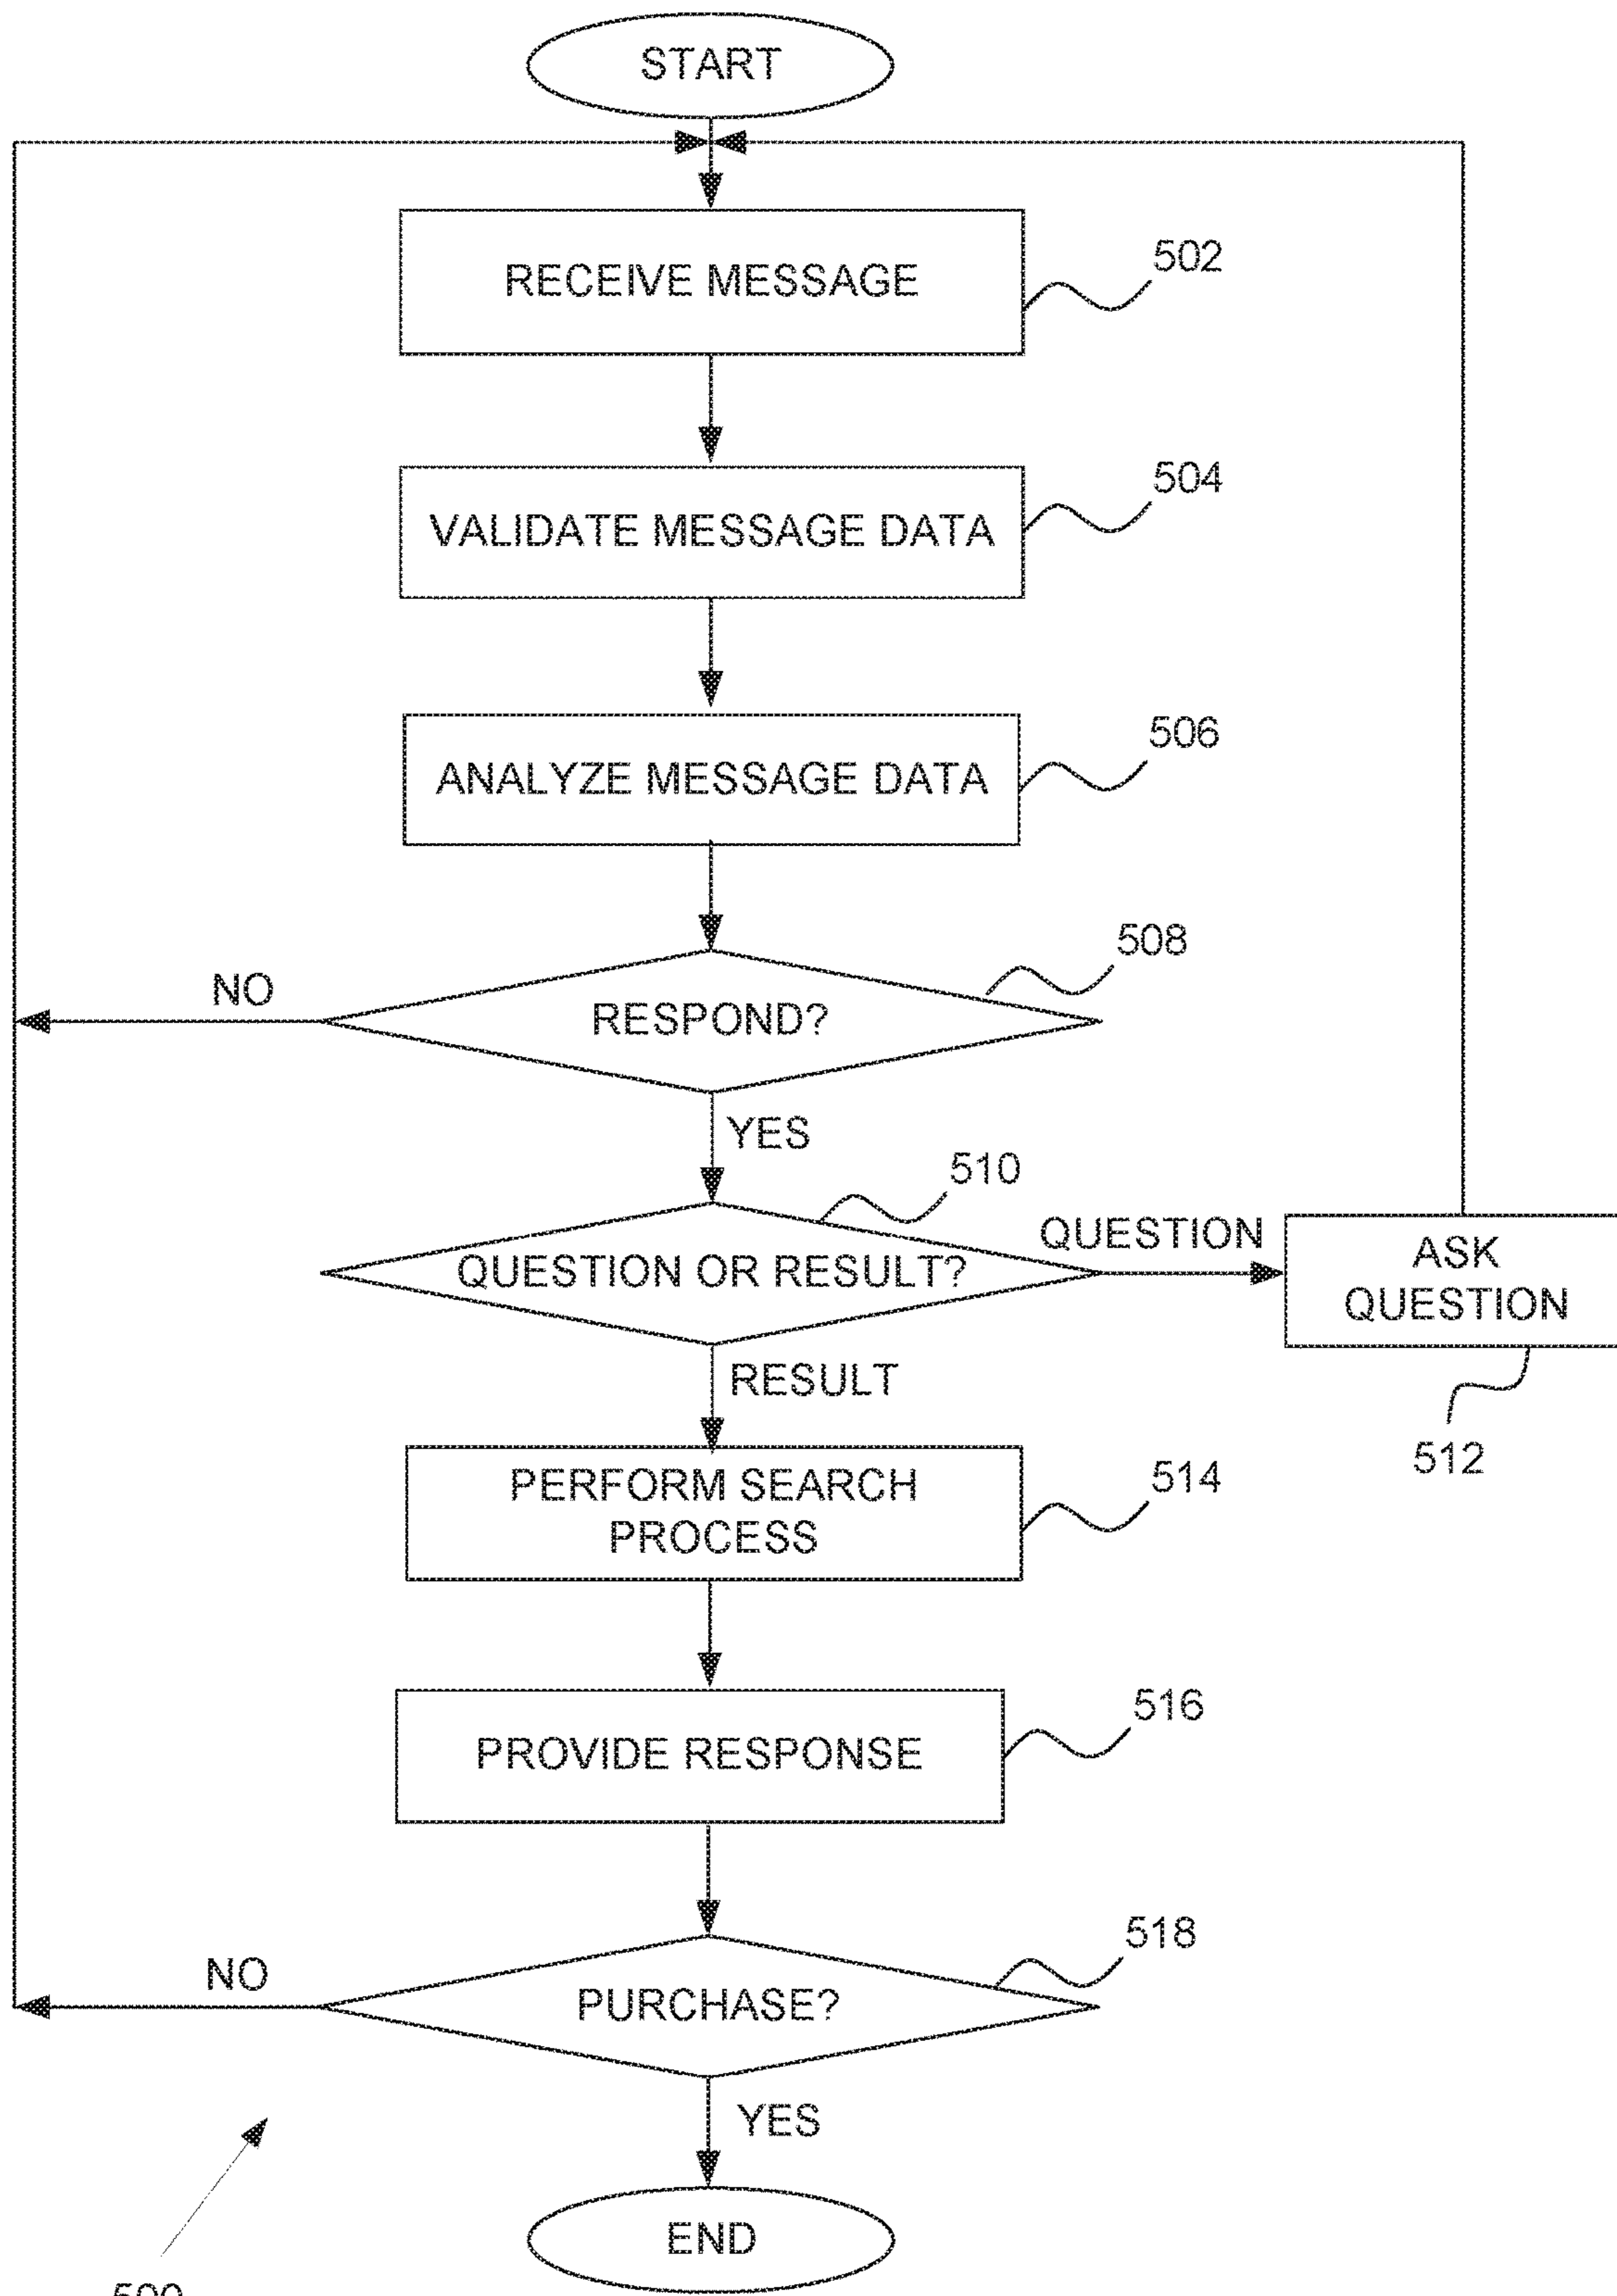 START
RECEIVE MESSAGE
502
VALIDATE MESSAGE DATA
504
ANALYZE MESSAGE DATA
506
508
NO
RESPOND?
YES
510
QUESTION
QUESTION OR RESULT?
ASK
QUESTION
512
RESULT
PERFORM SEARCH
PROCESS
514
PROVIDE RESPONSE
516
518
NO
PURCHASE?
YES
END